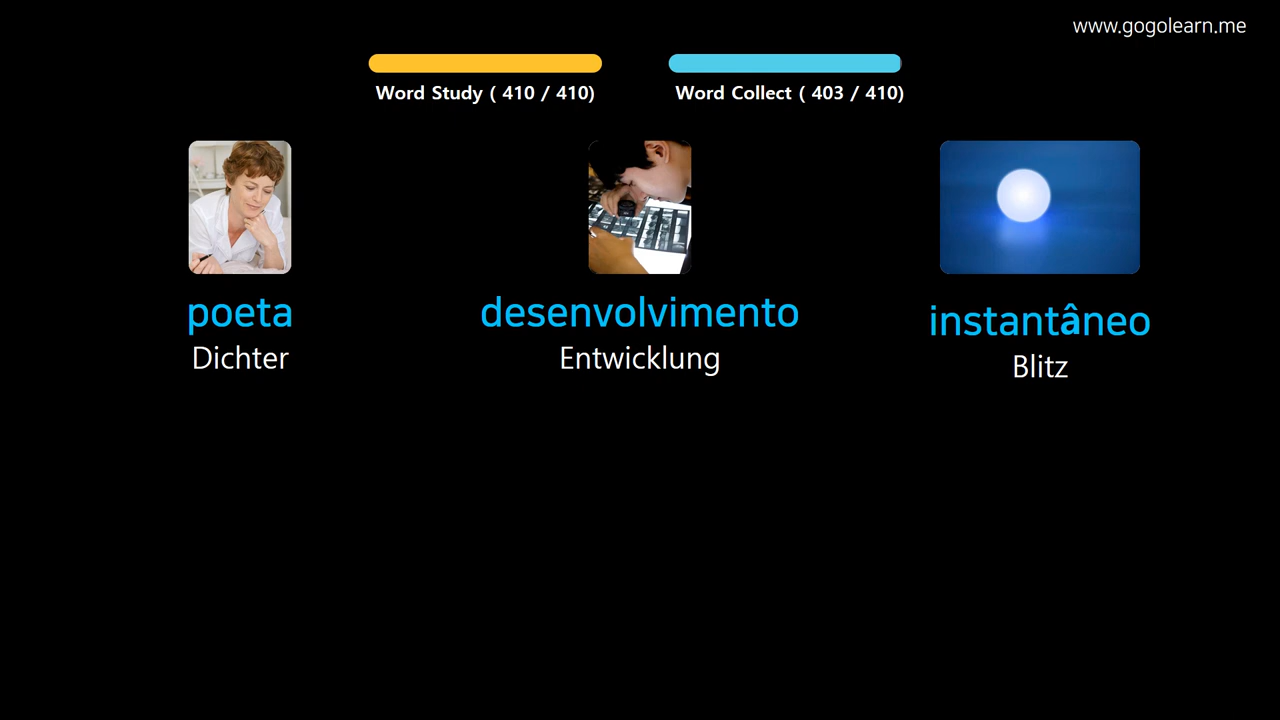 www.gogolearn.me
Word Study ( 410 / 410)
Word Collect ( 403 / 410)
poeta
Dichter
desenvolvimento
Entwicklung
instantâneo
Blitz